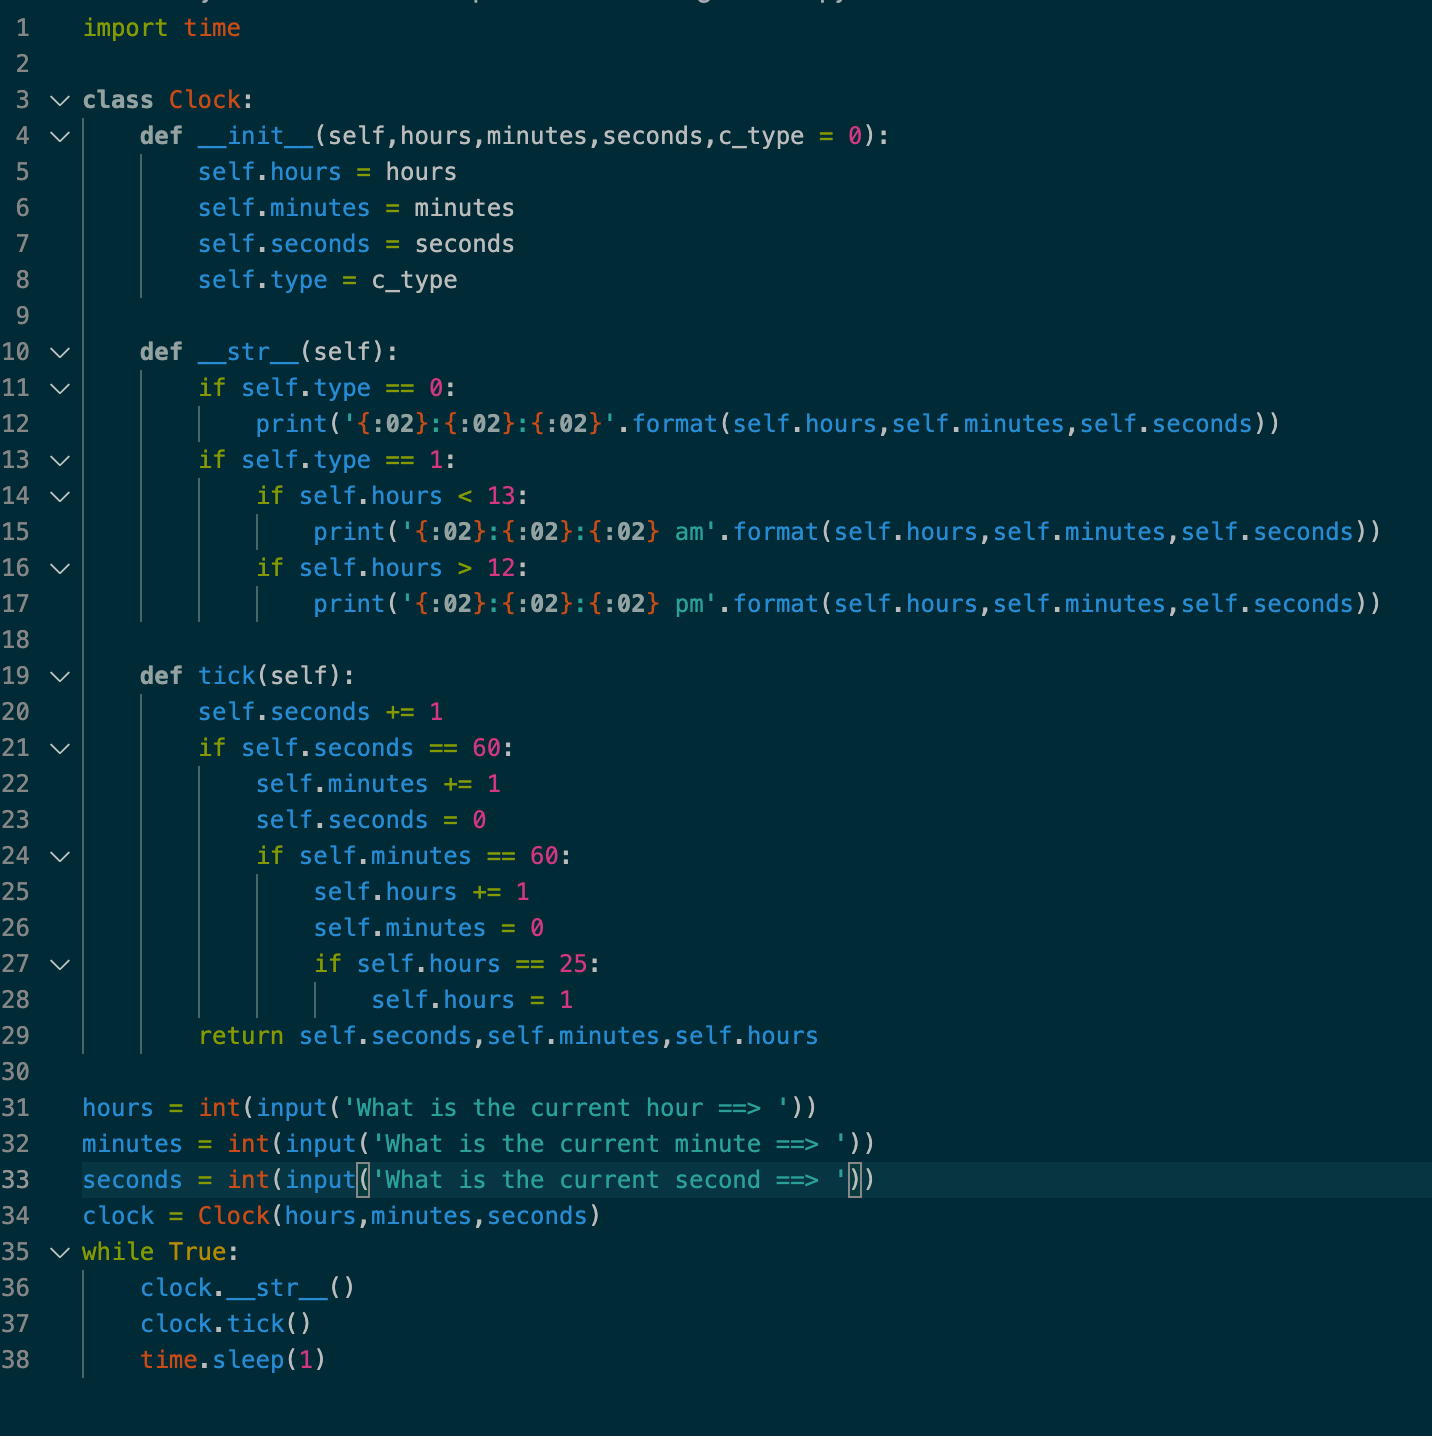 1 import time
2
3 class Clock:
4     def __init__(self,hours,minutes,seconds,c_type = 0):
5         self.hours = hours
6         self.minutes = minutes
7         self.seconds = seconds
8         self.type = c_type
9
10     def __str__(self):
11         if self.type == 0:
12             print('{:02}:{:02}:{:02}'.format(self.hours,self.minutes,self.seconds))
13         if self.type == 1:
14             if self.hours < 13:
15                 print('{:02}:{:02}:{:02} am'.format(self.hours,self.minutes,self.seconds))
16             if self.hours > 12:
17                 print('{:02}:{:02}:{:02} pm'.format(self.hours,self.minutes,self.seconds))
18
19     def tick(self):
20         self.seconds += 1
21         if self.seconds == 60:
22             self.minutes += 1
23             self.seconds = 0
24             if self.minutes == 60:
25                 self.hours += 1
26                 self.minutes = 0
27                 if self.hours == 25:
28                     self.hours = 1
29         return self.seconds,self.minutes,self.hours
30
31 hours = int(input('What is the current hour ==> '))
32 minutes = int(input('What is the current minute ==> '))
33 seconds = int(input('What is the current second ==> '))
34 clock = Clock(hours,minutes,seconds)
35 while True:
36     clock.__str__()
37     clock.tick()
38     time.sleep(1)